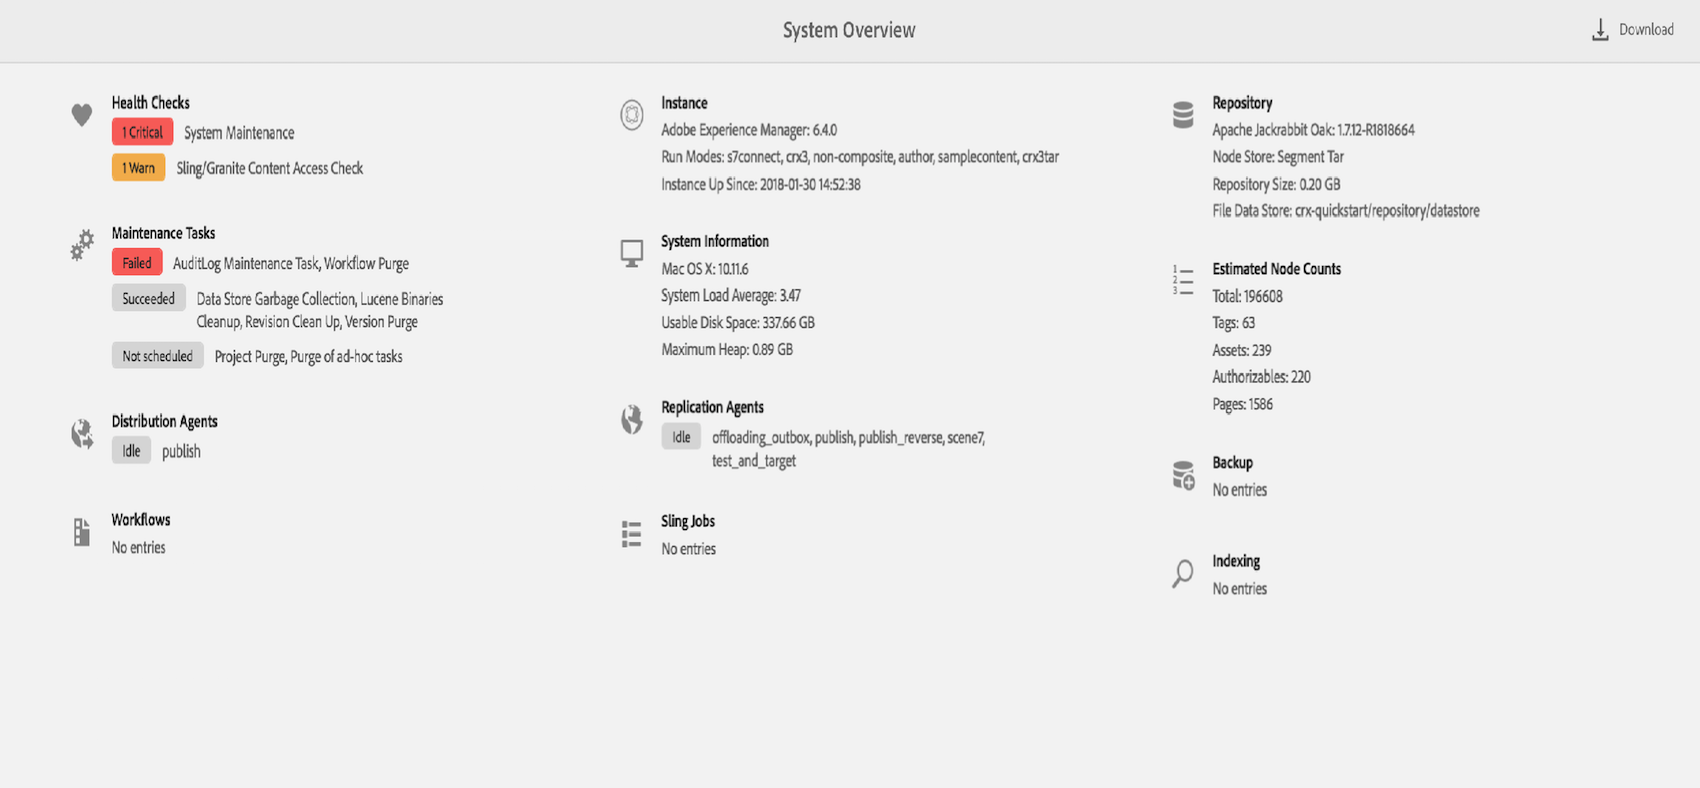 System Overview
Download
Health Checks
1 Critical System Maintenance
1 Warn Sling/Granite Content Access Check
Maintenance Tasks
Failed AuditLog Maintenance Task, Workflow Purge
Succeeded Data Store Garbage Collection, Lucene Binaries
Cleanup, Revision Clean Up, Version Purge
Not scheduled Project Purge, Purge of ad-hoc tasks
Distribution Agents
Idle publish
Workflows
No entries
Instance
Adobe Experience Manager: 6.4.0
Run Modes: s7connect, crx3, non-composite, author, samplecontent, crx3tar
Instance Up Since: 2018-01-30 14:52:38
System Information
Mac OS X: 10.11.6
System Load Average: 3.47
Usable Disk Space: 337.66 GB
Maximum Heap: 0.89 GB
Replication Agents
Idle offloading_outbox, publish, publish_reverse, scene7,
test_and_target
Sling Jobs
No entries
Repository
Apache Jackrabbit Oak: 1.7.12-R1818664
Node Store: Segment Tar
Repository Size: 0.20 GB
File Data Store: crx-quickstart/repository/datastore
1
2
3
Estimated Node Counts
Total: 196608
Tags: 63
Assets: 239
Authorizables: 220
Pages: 1586
Backup
No entries
Indexing
No entries